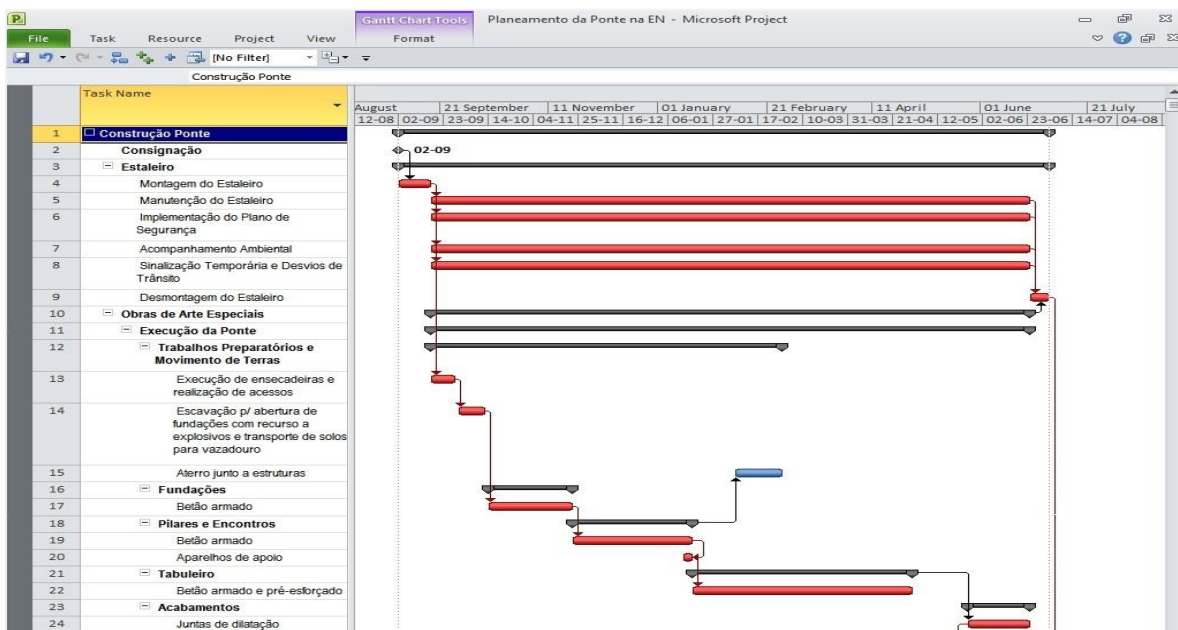 Gantt Chart Tools
Planeamento da Ponte na EN - Microsoft Project
File Task Resource Project View Format
[No Filter]
Construção Ponte
Task Name
August 21 September 11 November 01 January 21 February 11 April 01 June 21 July
12-08 02-09 23-09 14-10 04-11 25-11 16-12 06-01 27-01 17-02 10-03 31-03 21-04 12-05 02-06 23-06 14-07 04-08
1 Construção Ponte
2 Consignação 02-09
3 Estaleiro
4 Montagem do Estaleiro
5 Manutenção do Estaleiro
6 Implementação do Plano de
Segurança
7 Acompanhamento Ambiental
8 Sinalização Temporária e Desvios de
Trânsito
9 Desmontagem do Estaleiro
10 Obras de Arte Especiais
11 Execução da Ponte
12 Trabalhos Preparatórios e
Movimento de Terras
13 Execução de ensecadeiras e
realização de acessos
14 Escavação p/ abertura de
fundações com recurso a
explosivos e transporte de solos
para vazadouro
15 Aterro junto a estruturas
16 Fundações
17 Betão armado
18 Pilares e Encontros
19 Betão armado
20 Aparelhos de apoio
21 Tabuleiro
22 Betão armado e pré-esforçado
23 Acabamentos
24 Juntas de dilatação